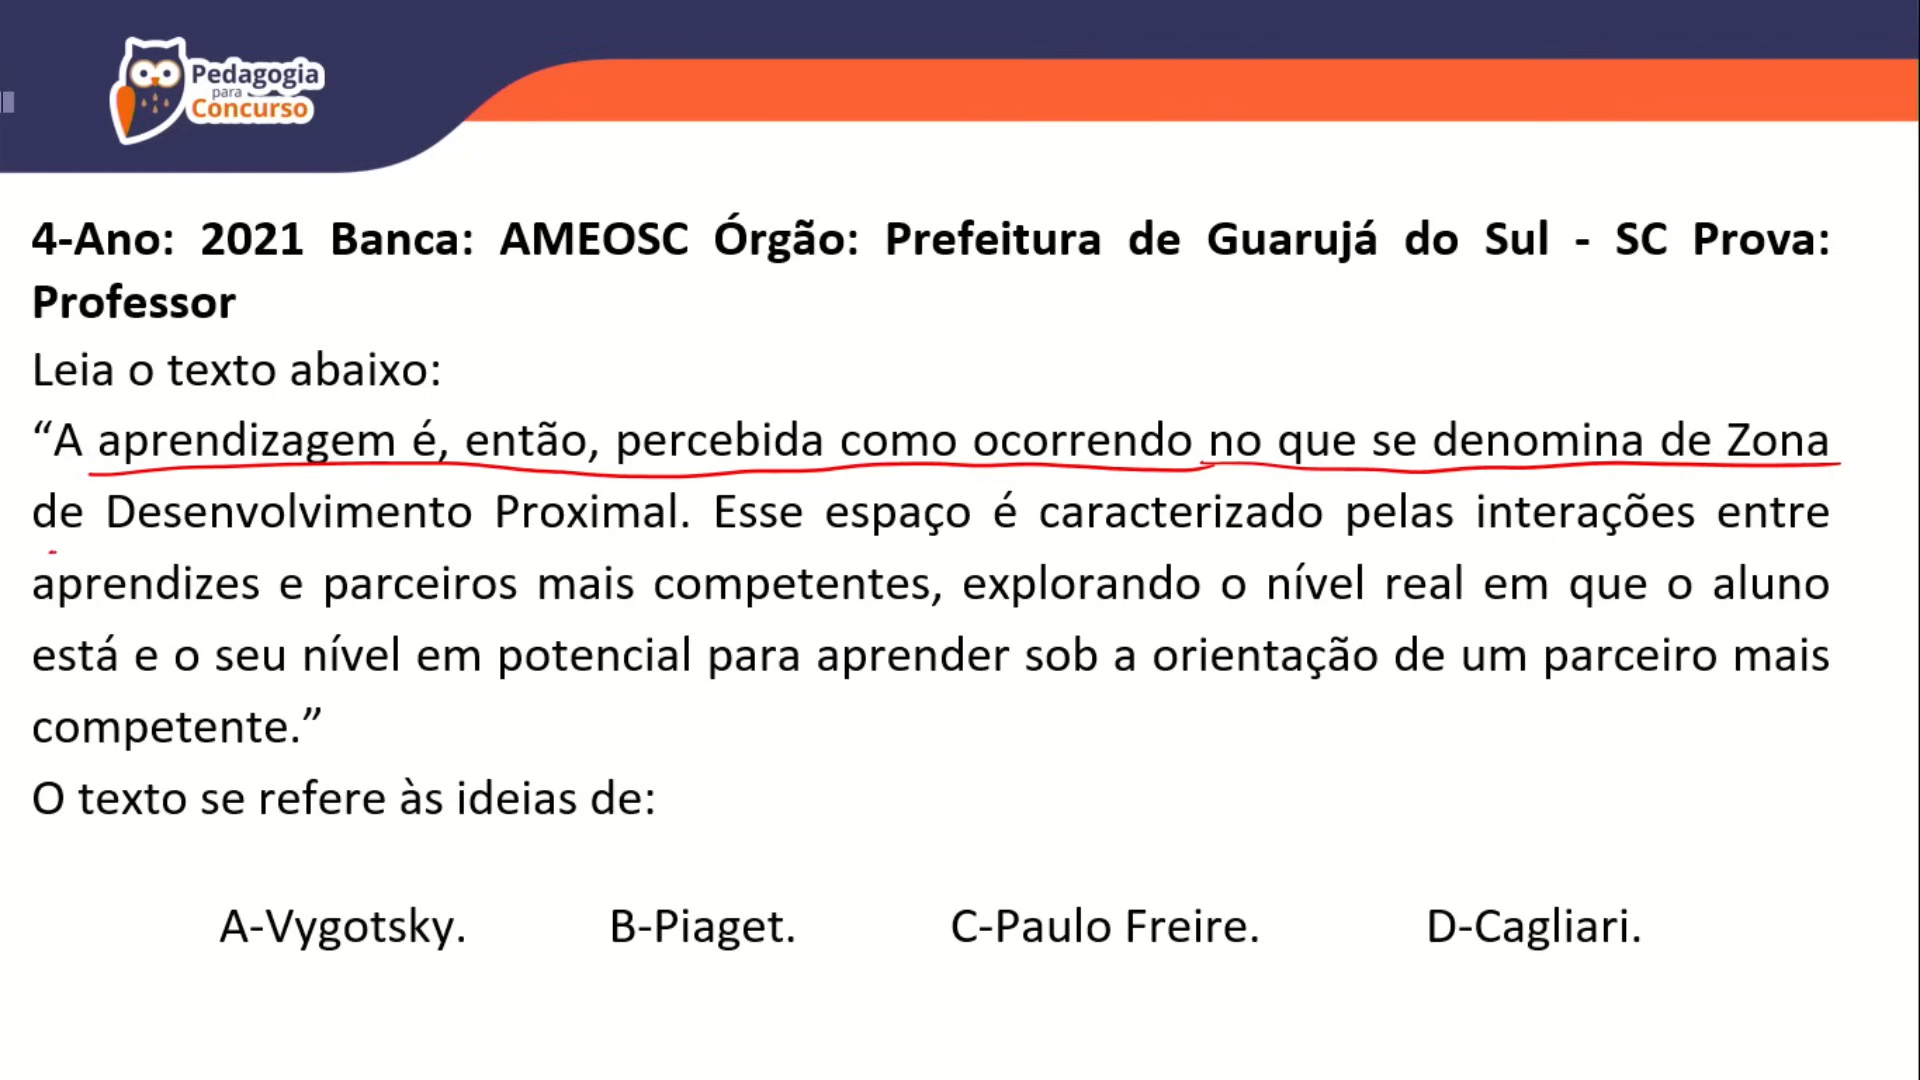 Pedagogia
para
Concurso
4-Ano: 2021 Banca: AMEOSC Órgão: Prefeitura de Guarujá do Sul - SC Prova:
Professor
Leia o texto abaixo:
“A aprendizagem é, então, percebida como ocorrendo no que se denomina de Zona
de Desenvolvimento Proximal. Esse espaço é caracterizado pelas interações entre
aprendizes e parceiros mais competentes, explorando o nível real em que o aluno
está e o seu nível em potencial para aprender sob a orientação de um parceiro mais
competente.”
O texto se refere às ideias de:
A-Vygotsky. B-Piaget. C-Paulo Freire. D-Cagliari.